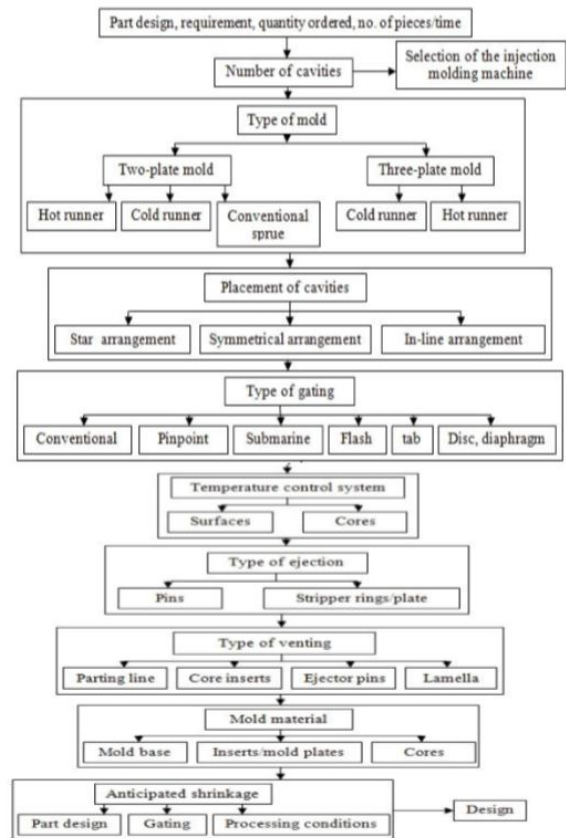 Part design, requirement, quantity ordered, no. of pieces/time
Number of cavities
Selection of the injection
molding machine
Type of mold
Two-plate mold
Three-plate mold
Hot runner
Cold runner
Conventional
sprue
Cold runner
Hot runner
Placement of cavities
Star arrangement
Symmetrical arrangement
In-line arrangement
Type of gating
Conventional
Pinpoint
Submarine
Flash
tab
Disc, diaphragm
Temperature control system
Surfaces
Cores
Type of ejection
Pins
Stripper rings/plate
Type of venting
Parting line
Core inserts
Ejector pins
Lamella
Mold material
Mold base
Inserts/mold plates
Cores
Anticipated shrinkage
Part design
Gating
Processing conditions
Design